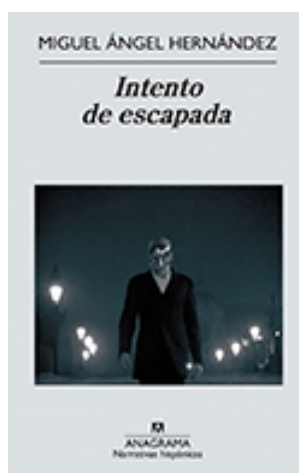 MIGUEL ÁNGEL HERNÁNDEZ
Intento
de escapada
ANAGRAMA
Narrativas hispánicas